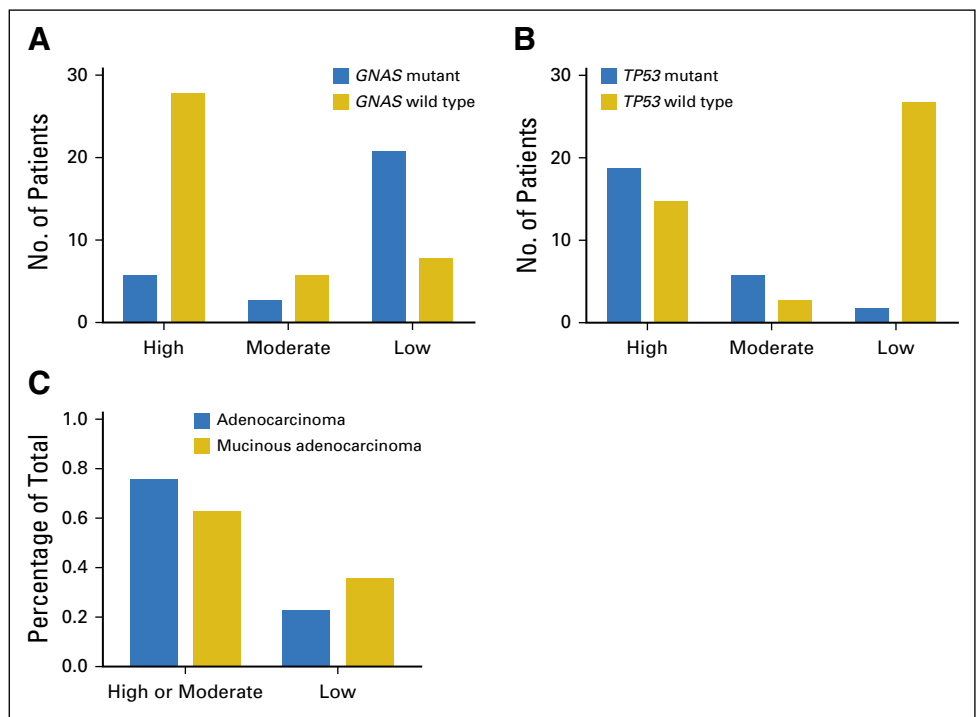 A
No. of Patients
30
20
10
0
GNAS mutant
GNAS wild type
High
Moderate
Low
B
No. of Patients
30
20
10
0
TP53 mutant
TP53 wild type
High
Moderate
Low
C
Percentage of Total
1.0
0.8
0.6
0.4
0.2
0.0
Adenocarcinoma
Mucinous adenocarcinoma
High or Moderate
Low